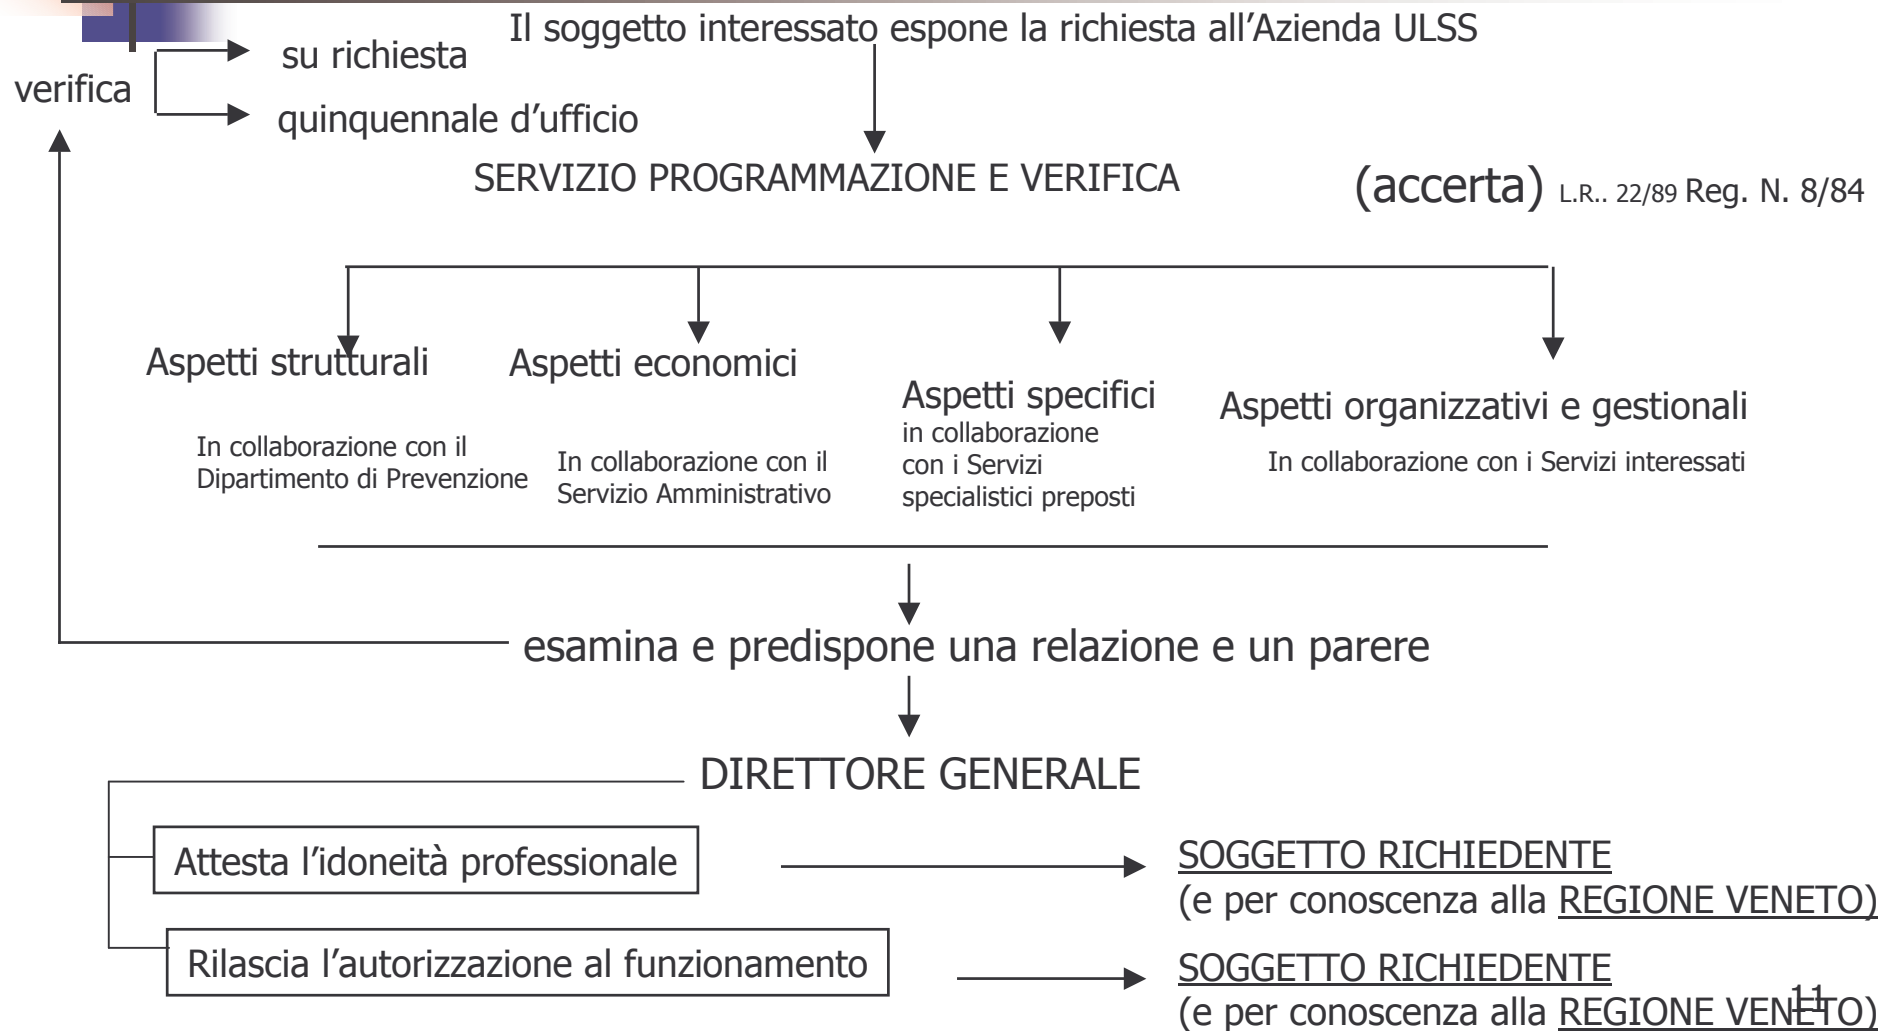 Il soggetto interessato espone la richiesta all'Azienda ULSS
verifica
su richiesta
quinquennale d'ufficio
SERVIZIO PROGRAMMAZIONE E VERIFICA
(accerta) L.R.. 22/89 Reg. N. 8/84
Aspetti strutturali
In collaborazione con il
Dipartimento di Prevenzione
Aspetti economici
In collaborazione con il
Servizio Amministrativo
Aspetti specifici
in collaborazione
con i Servizi
specialistici preposti
Aspetti organizzativi e gestionali
In collaborazione con i Servizi interessati
esamina e predispone una relazione e un parere
DIRETTORE GENERALE
Attesta l'idoneità professionale
SOGGETTO RICHIEDENTE
(e per conoscenza alla REGIONE VENETO)
Rilascia l'autorizzazione al funzionamento
SOGGETTO RICHIEDENTE
(e per conoscenza alla REGIONE VENETO)
11